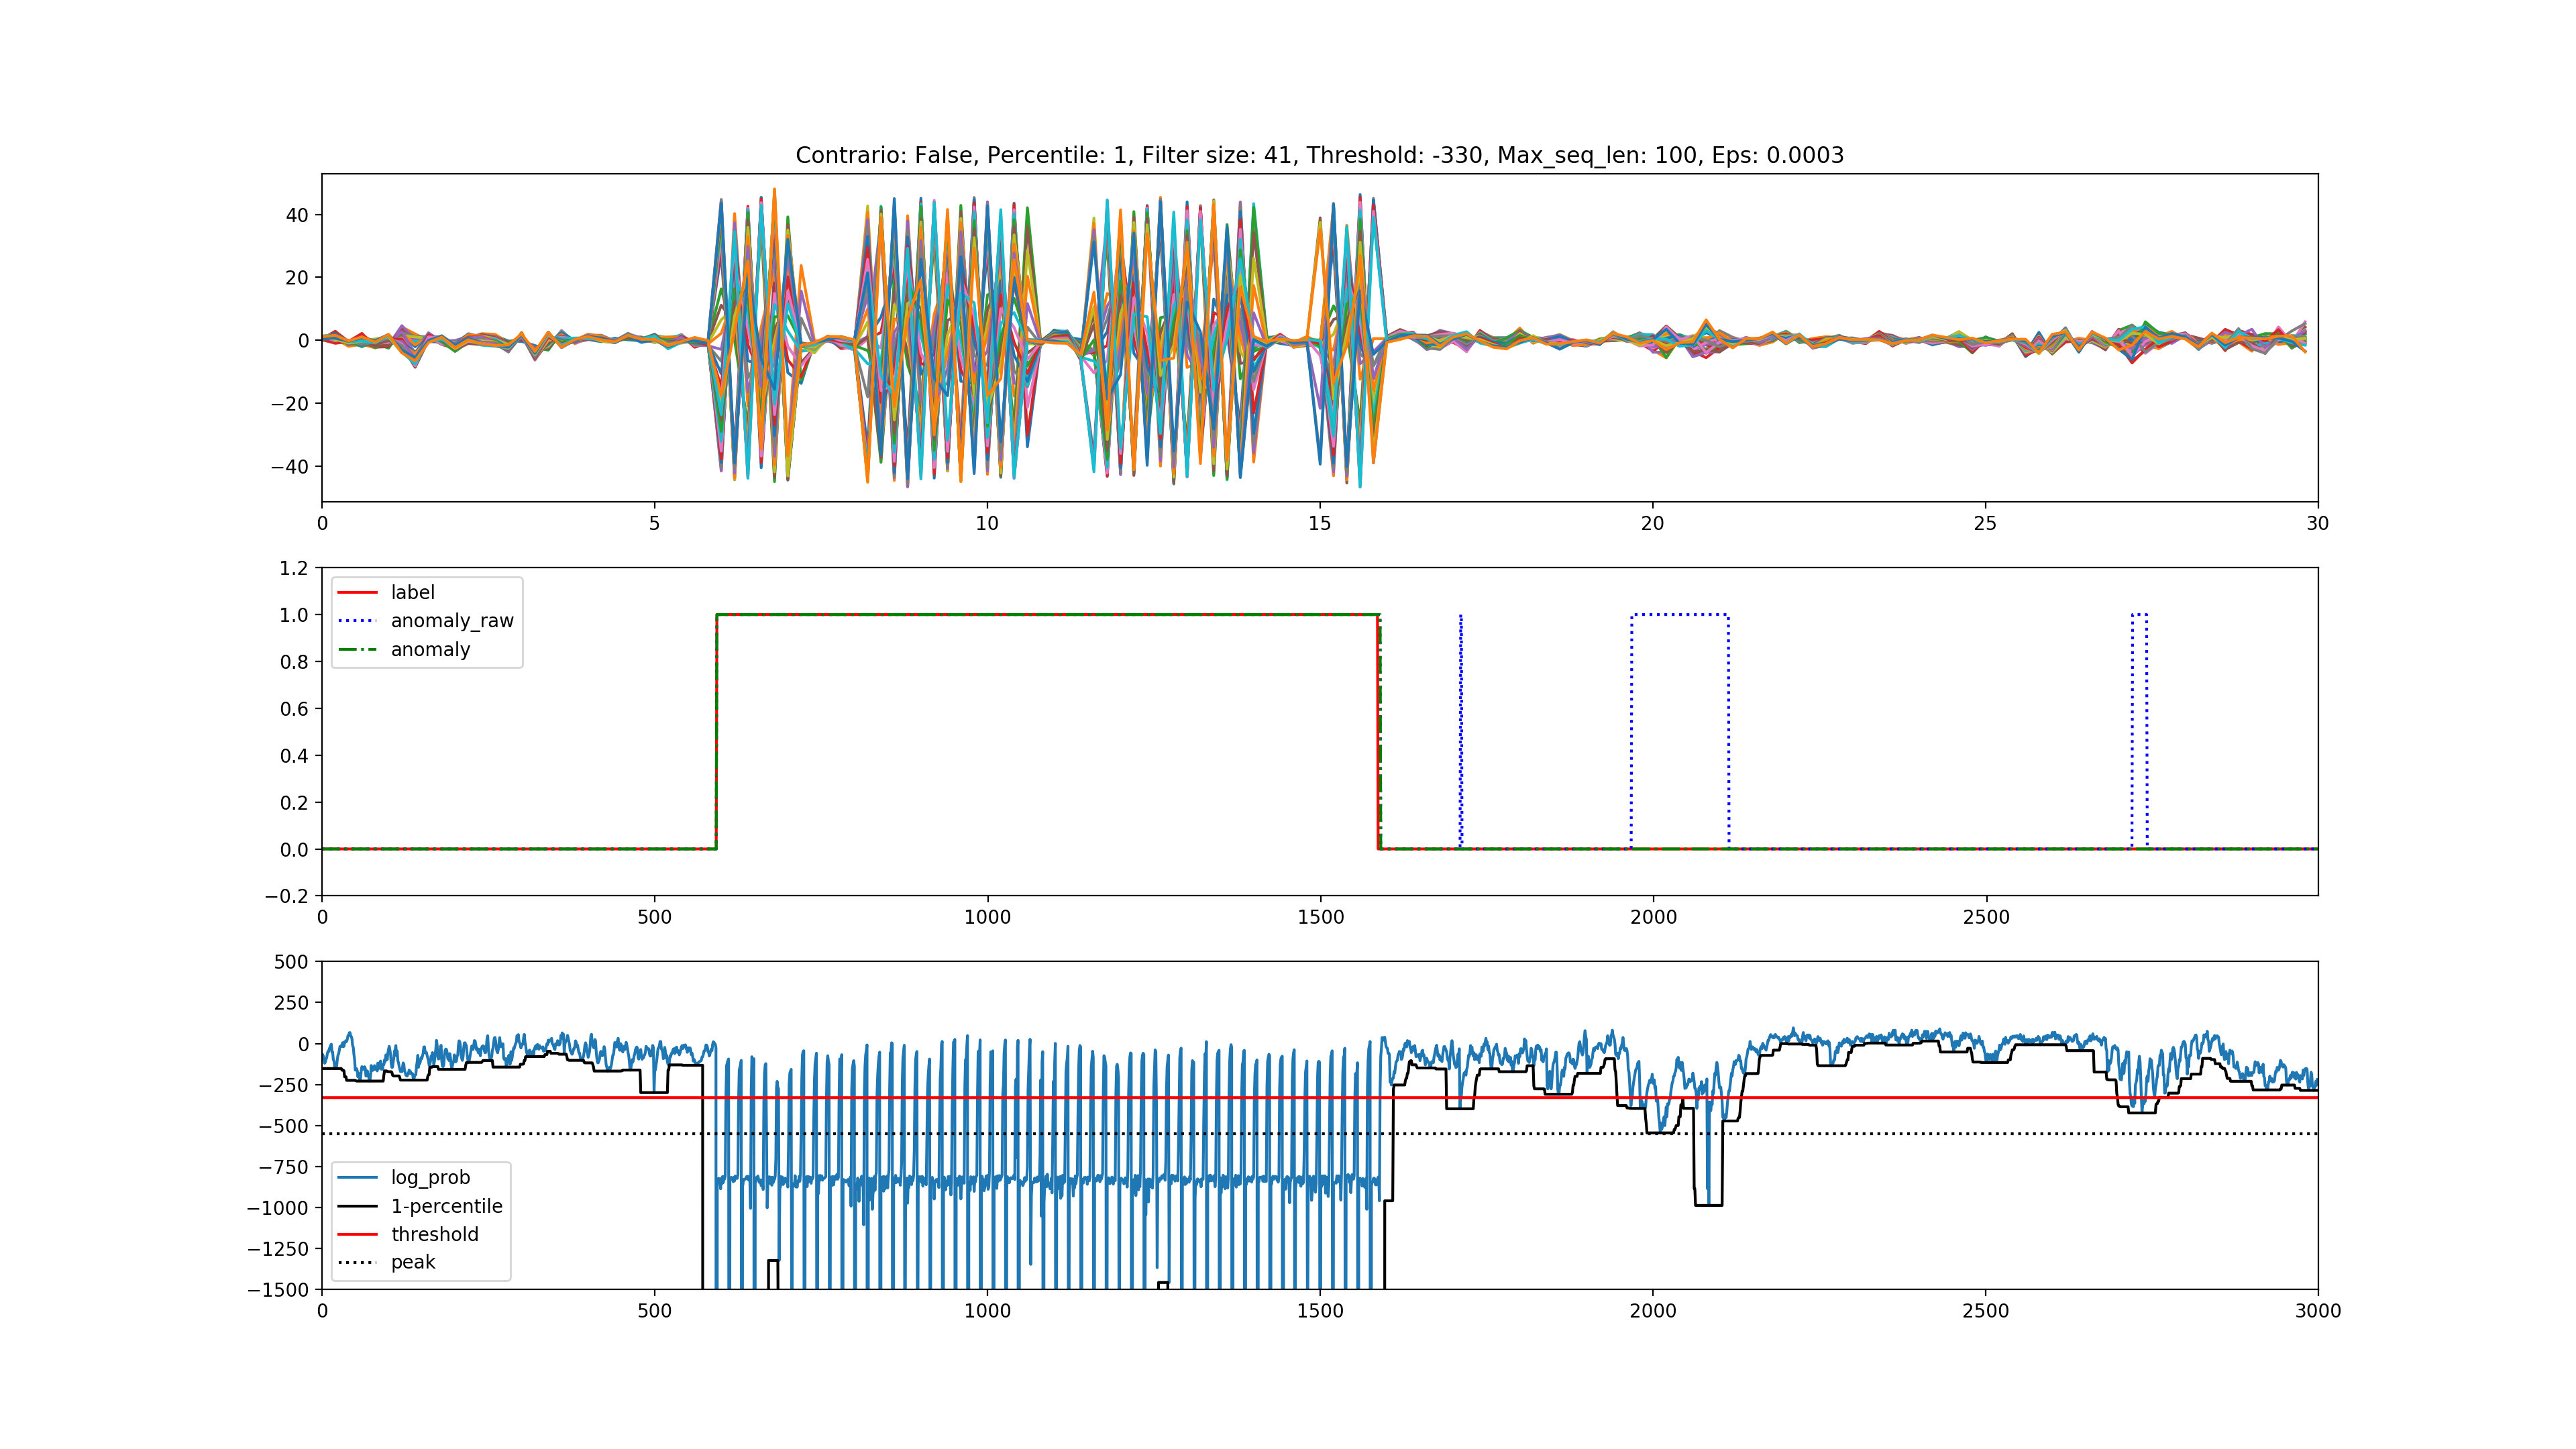 Contrario: False, Percentile: 1, Filter size: 41, Threshold: -330, Max_seq_len: 100, Eps: 0.0003
40
20
0
−20
−40
0 5 10 15 20 25 30
1.2
1.0
0.8
0.6
0.4
0.2
0.0
−0.2
label
anomaly_raw
anomaly
0 500 1000 1500 2000 2500
500
250
0
−250
−500
−750
−1000
−1250
−1500
log_prob
1-percentile
threshold
peak
0 500 1000 1500 2000 2500 3000